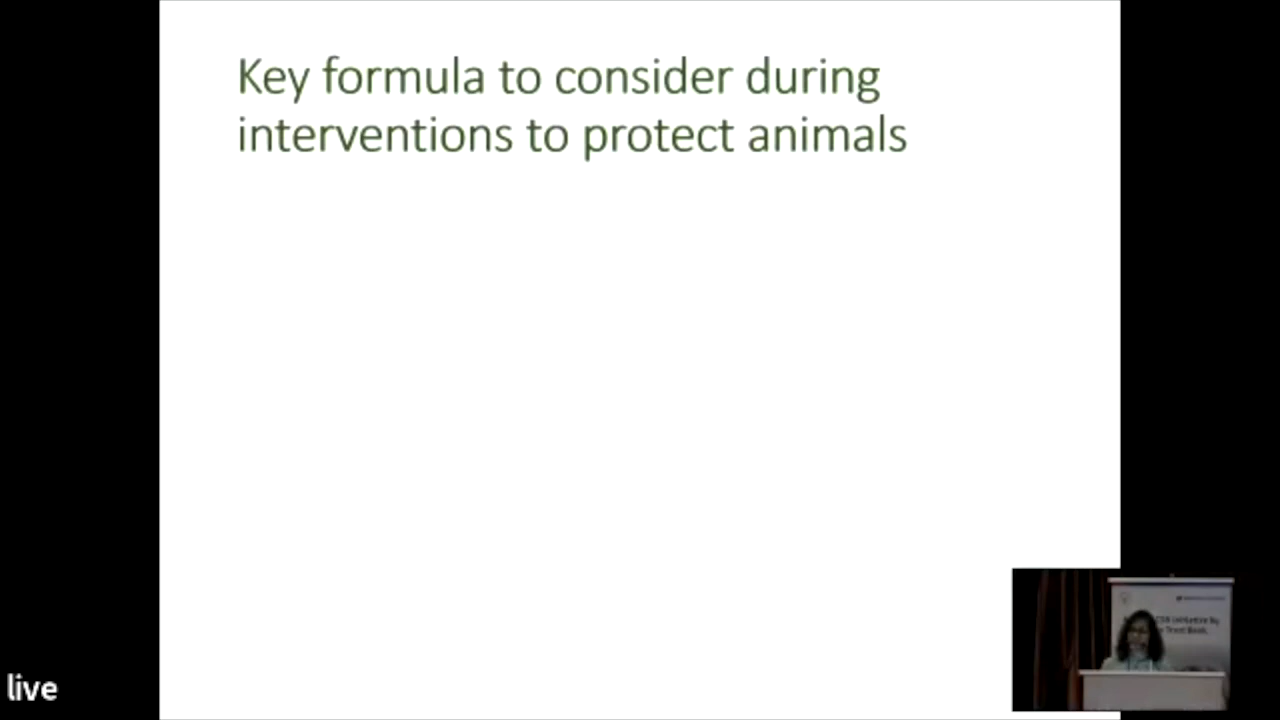 Key formula to consider during
interventions to protect animals
live